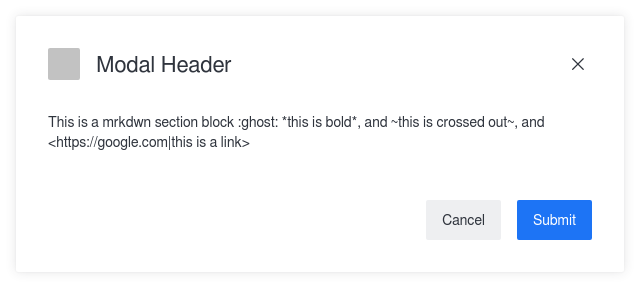 Modal Header
This is a mrkdwn section block :ghost: *this is bold*, and ~this is crossed out~, and
<https://google.com|this is a link>
Cancel
Submit